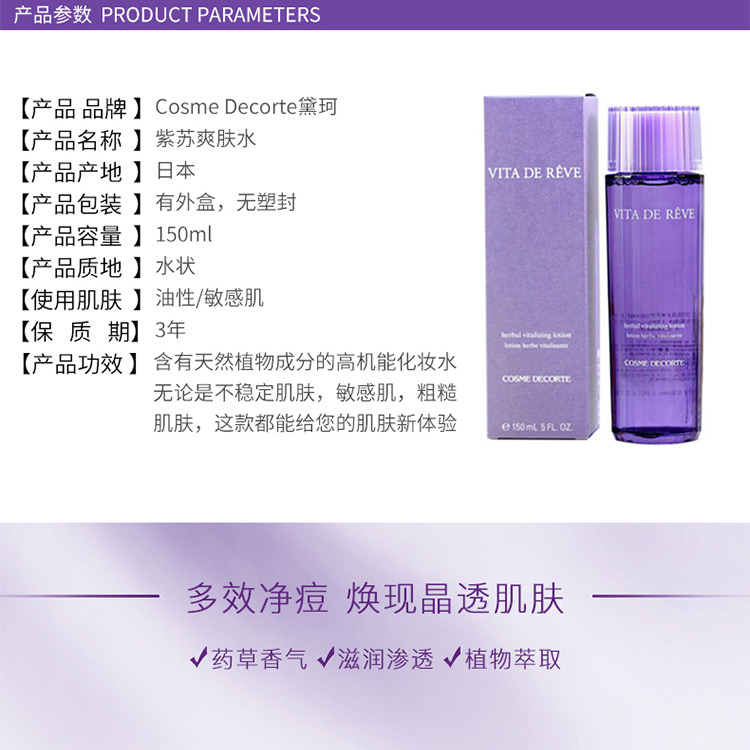 产品参数 PRODUCT PARAMETERS
【产品 品牌 】Cosme Decorte黛珂
【产品名称 】紫苏爽肤水
【产品产地 】日本
【产品包装 】有外盒，无塑封
【产品容量 】150ml
【产品质地 】水状
【使用肌肤 】油性/敏感肌
【保 质 期】3年
【产品功效 】含有天然植物成分的高机能化妆水
无论是不稳定肌肤，敏感肌，粗糙
肌肤，这款都能给您的肌肤新体验
VITA DE RÊVE
herbal vitalizing lotion
lotion herbe vitalisante
COSME DECORTE
℮ 150 mL 5 FL. OZ.
VITA DE RÊVE
herbal vitalizing lotion
lotion herbe vitalisante
COSME DECORTE
多效净痘 焕现晶透肌肤
✓药草香气 ✓滋润渗透 ✓植物萃取